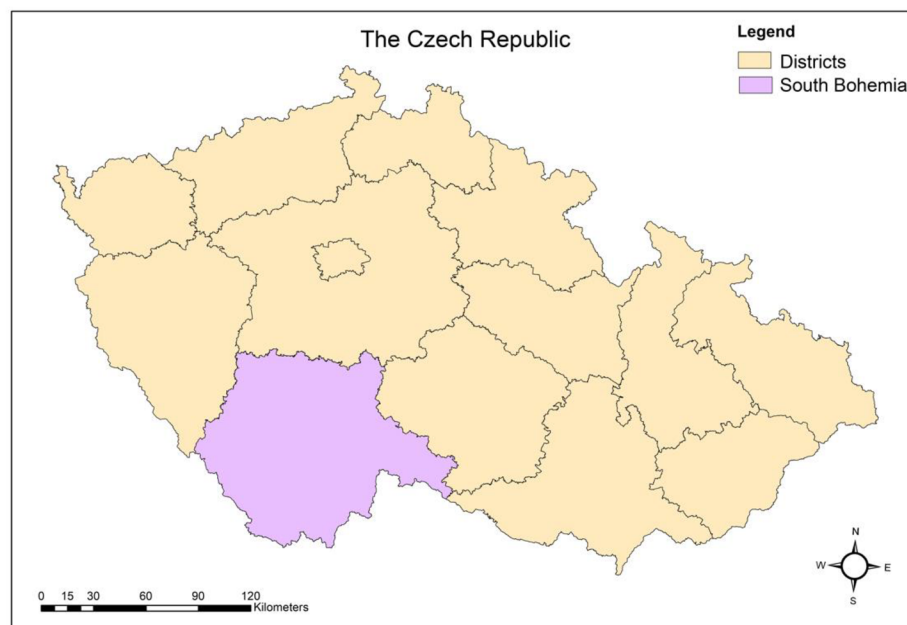 The Czech Republic
Legend
Districts
South Bohemia
N
W E
S
0 15 30 60 90 120
Kilometers